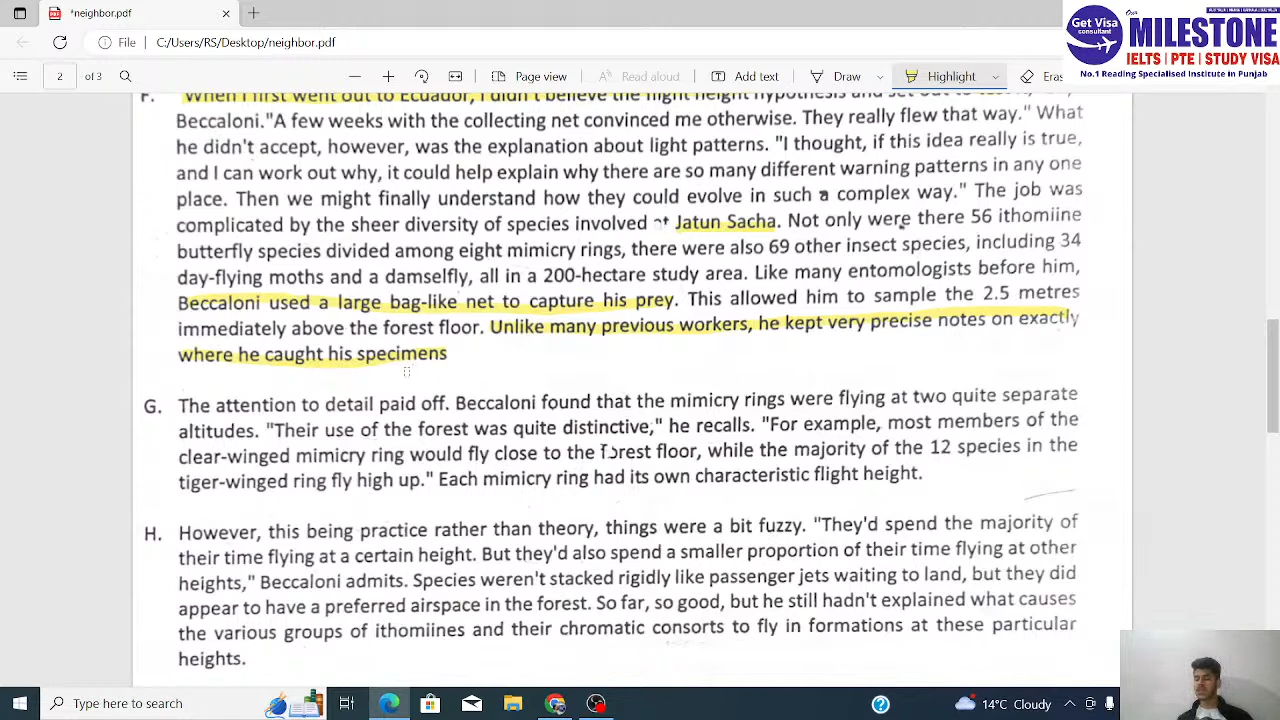 neighbor.pdf
File
C:/Users/neighbor.pdf
2
of 3
Page view
Read aloud
Add text
Draw
Highlight
Eras
Get Visa
consultant
MILESTONE
IELTS | PTE | STUDY VISA
No.1 Reading Specialised Institute in Punjab
F. When I first went out to Ecuador, I didn't believe the flight height hypothesis and set out to
Beccaloni."A few weeks with the collecting net convinced me otherwise. They really flew that way." What
he didn't accept, however, was the explanation about light patterns. "I thought, if this idea really is true,
and I can work out why, it could help explain why there are so many different warning patterns in any one
place. Then we might finally understand how they could evolve in such a complex way." The job was
complicated by the sheer diversity of species involved at Jatun Sacha. Not only were there 56 ithomiine
butterfly species divided among eight mimicry rings, there were also 69 other insect species, including 34
day-flying moths and a damselfly, all in a 200-hectare study area. Like many entomologists before him,
Beccaloni used a large bag-like net to capture his prey. This allowed him to sample the 2.5 metres
immediately above the forest floor. Unlike many previous workers, he kept very precise notes on exactly
where he caught his specimens
G. The attention to detail paid off. Beccaloni found that the mimicry rings were flying at two quite separate
altitudes. "Their use of the forest was quite distinctive," he recalls. "For example, most members of the
clear-winged mimicry ring would fly close to the forest floor, while the majority of the 12 species in the
tiger-winged ring fly high up." Each mimicry ring had its own characteristic flight height.
H. However, this being practice rather than theory, things were a bit fuzzy. "They'd spend the majority of
their time flying at a certain height. But they'd also spend a smaller proportion of their time flying at other
heights," Beccaloni admits. Species weren't stacked rigidly like passenger jets waiting to land, but they did
appear to have a preferred airspace in the forest. So far, so good, but he still hadn't explained what causes
the various groups of ithomiines and their chromatic consorts to fly in formations at these particular
heights.
Type here to search
14°C Cloudy